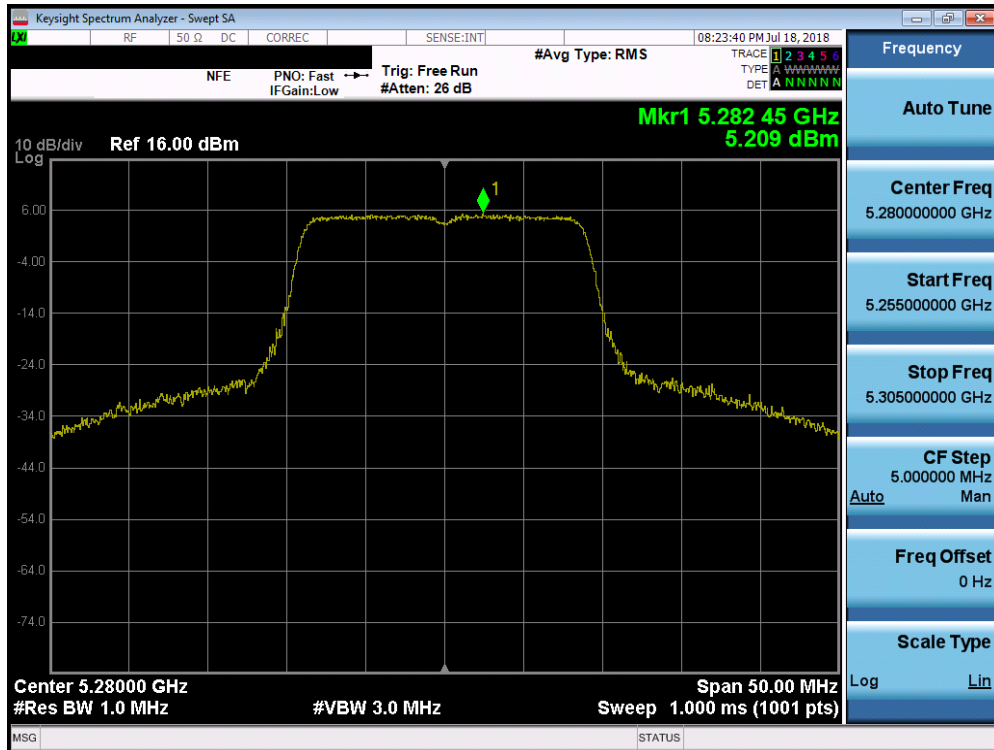 Keysight Spectrum Analyzer - Swept SA
LXI RF 50 Ω DC CORREC SENSE:INT 08:23:40 PM Jul 18, 2018
#Avg Type: RMS
TRACE 1 2 3 4 5 6
TYPE A WWWWW
DET A N N N N N
NFE
PNO: Fast
IFGain:Low
Trig: Free Run
#Atten: 26 dB
Mkr1 5.282 45 GHz
5.209 dBm
10 dB/div
Log
Ref 16.00 dBm
1
6.00
-4.00
-14.0
-24.0
-34.0
-44.0
-54.0
-64.0
-74.0
Center 5.28000 GHz
Span 50.00 MHz
#Res BW 1.0 MHz
#VBW 3.0 MHz
Sweep 1.000 ms (1001 pts)
MSG
STATUS
Frequency
Auto Tune
Center Freq
5.280000000 GHz
Start Freq
5.255000000 GHz
Stop Freq
5.305000000 GHz
CF Step
5.000000 MHz
Auto Man
Freq Offset
0 Hz
Scale Type
Log Lin